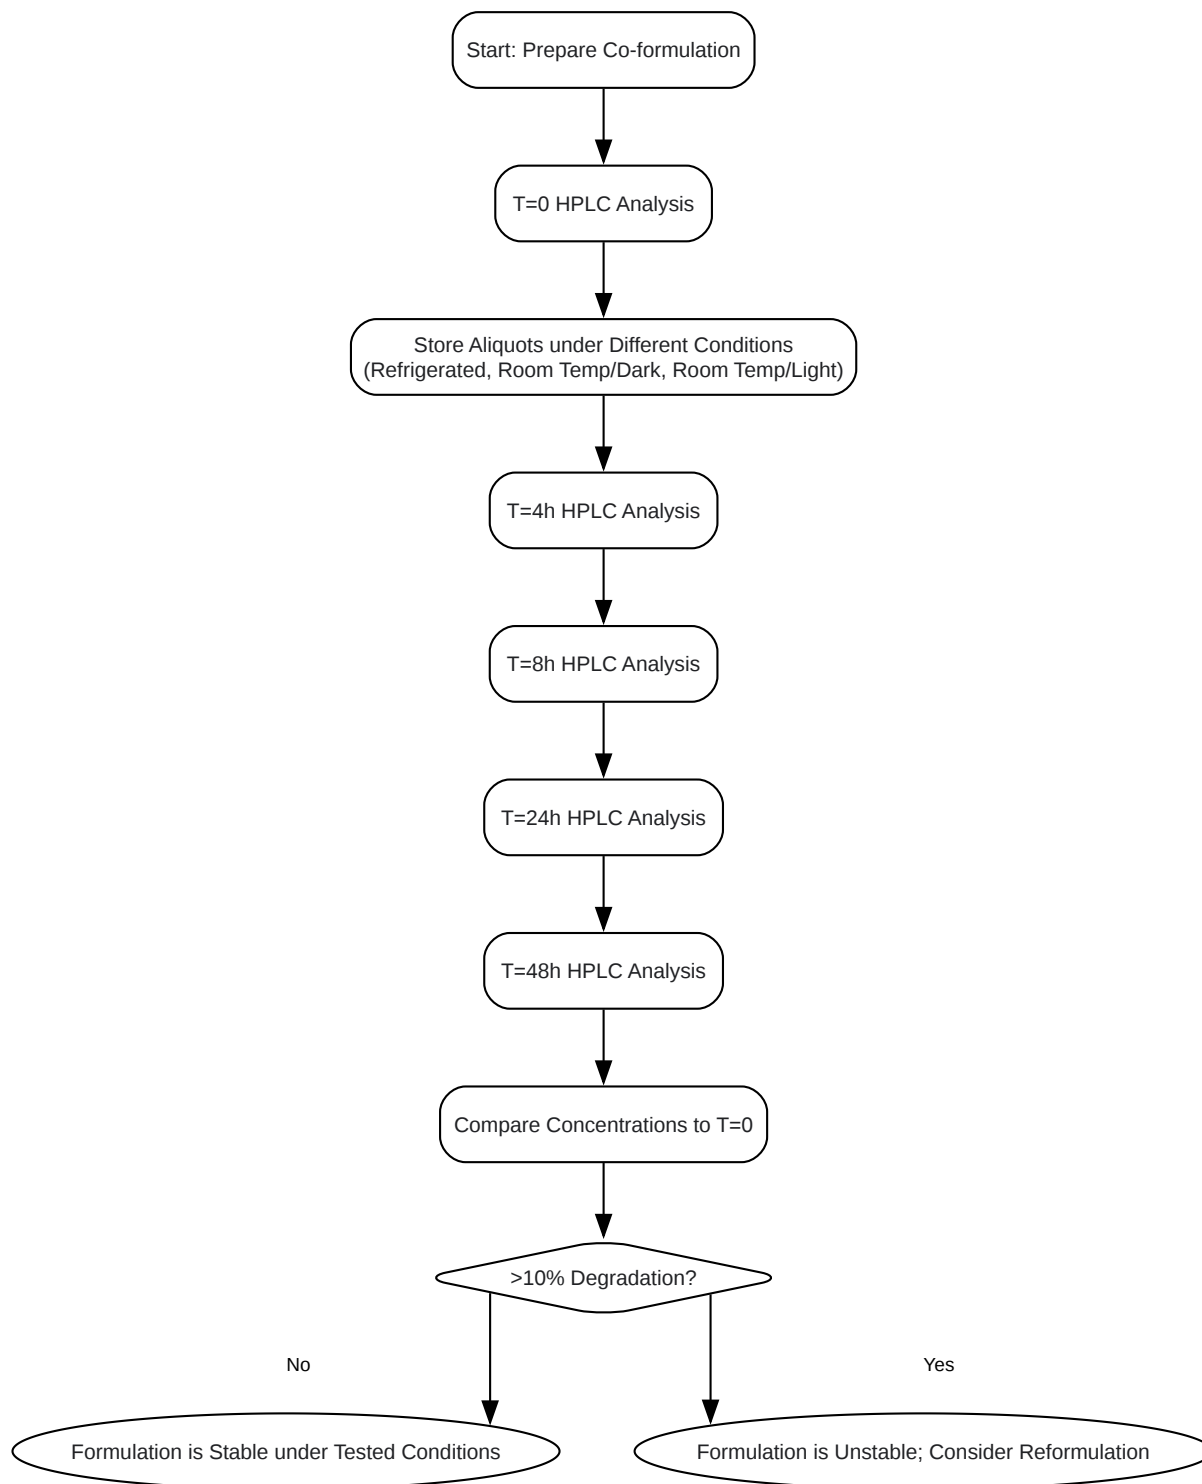 Start: Prepare Co-formulation
T=0 HPLC Analysis
Store Aliquots under Different Conditions
(Refrigerated, Room Temp/Dark, Room Temp/Light)
T=4h HPLC Analysis
T=8h HPLC Analysis
T=24h HPLC Analysis
T=48h HPLC Analysis
Compare Concentrations to T=0
>10% Degradation?
No
Yes
Formulation is Stable under Tested Conditions
Formulation is Unstable; Consider Reformulation